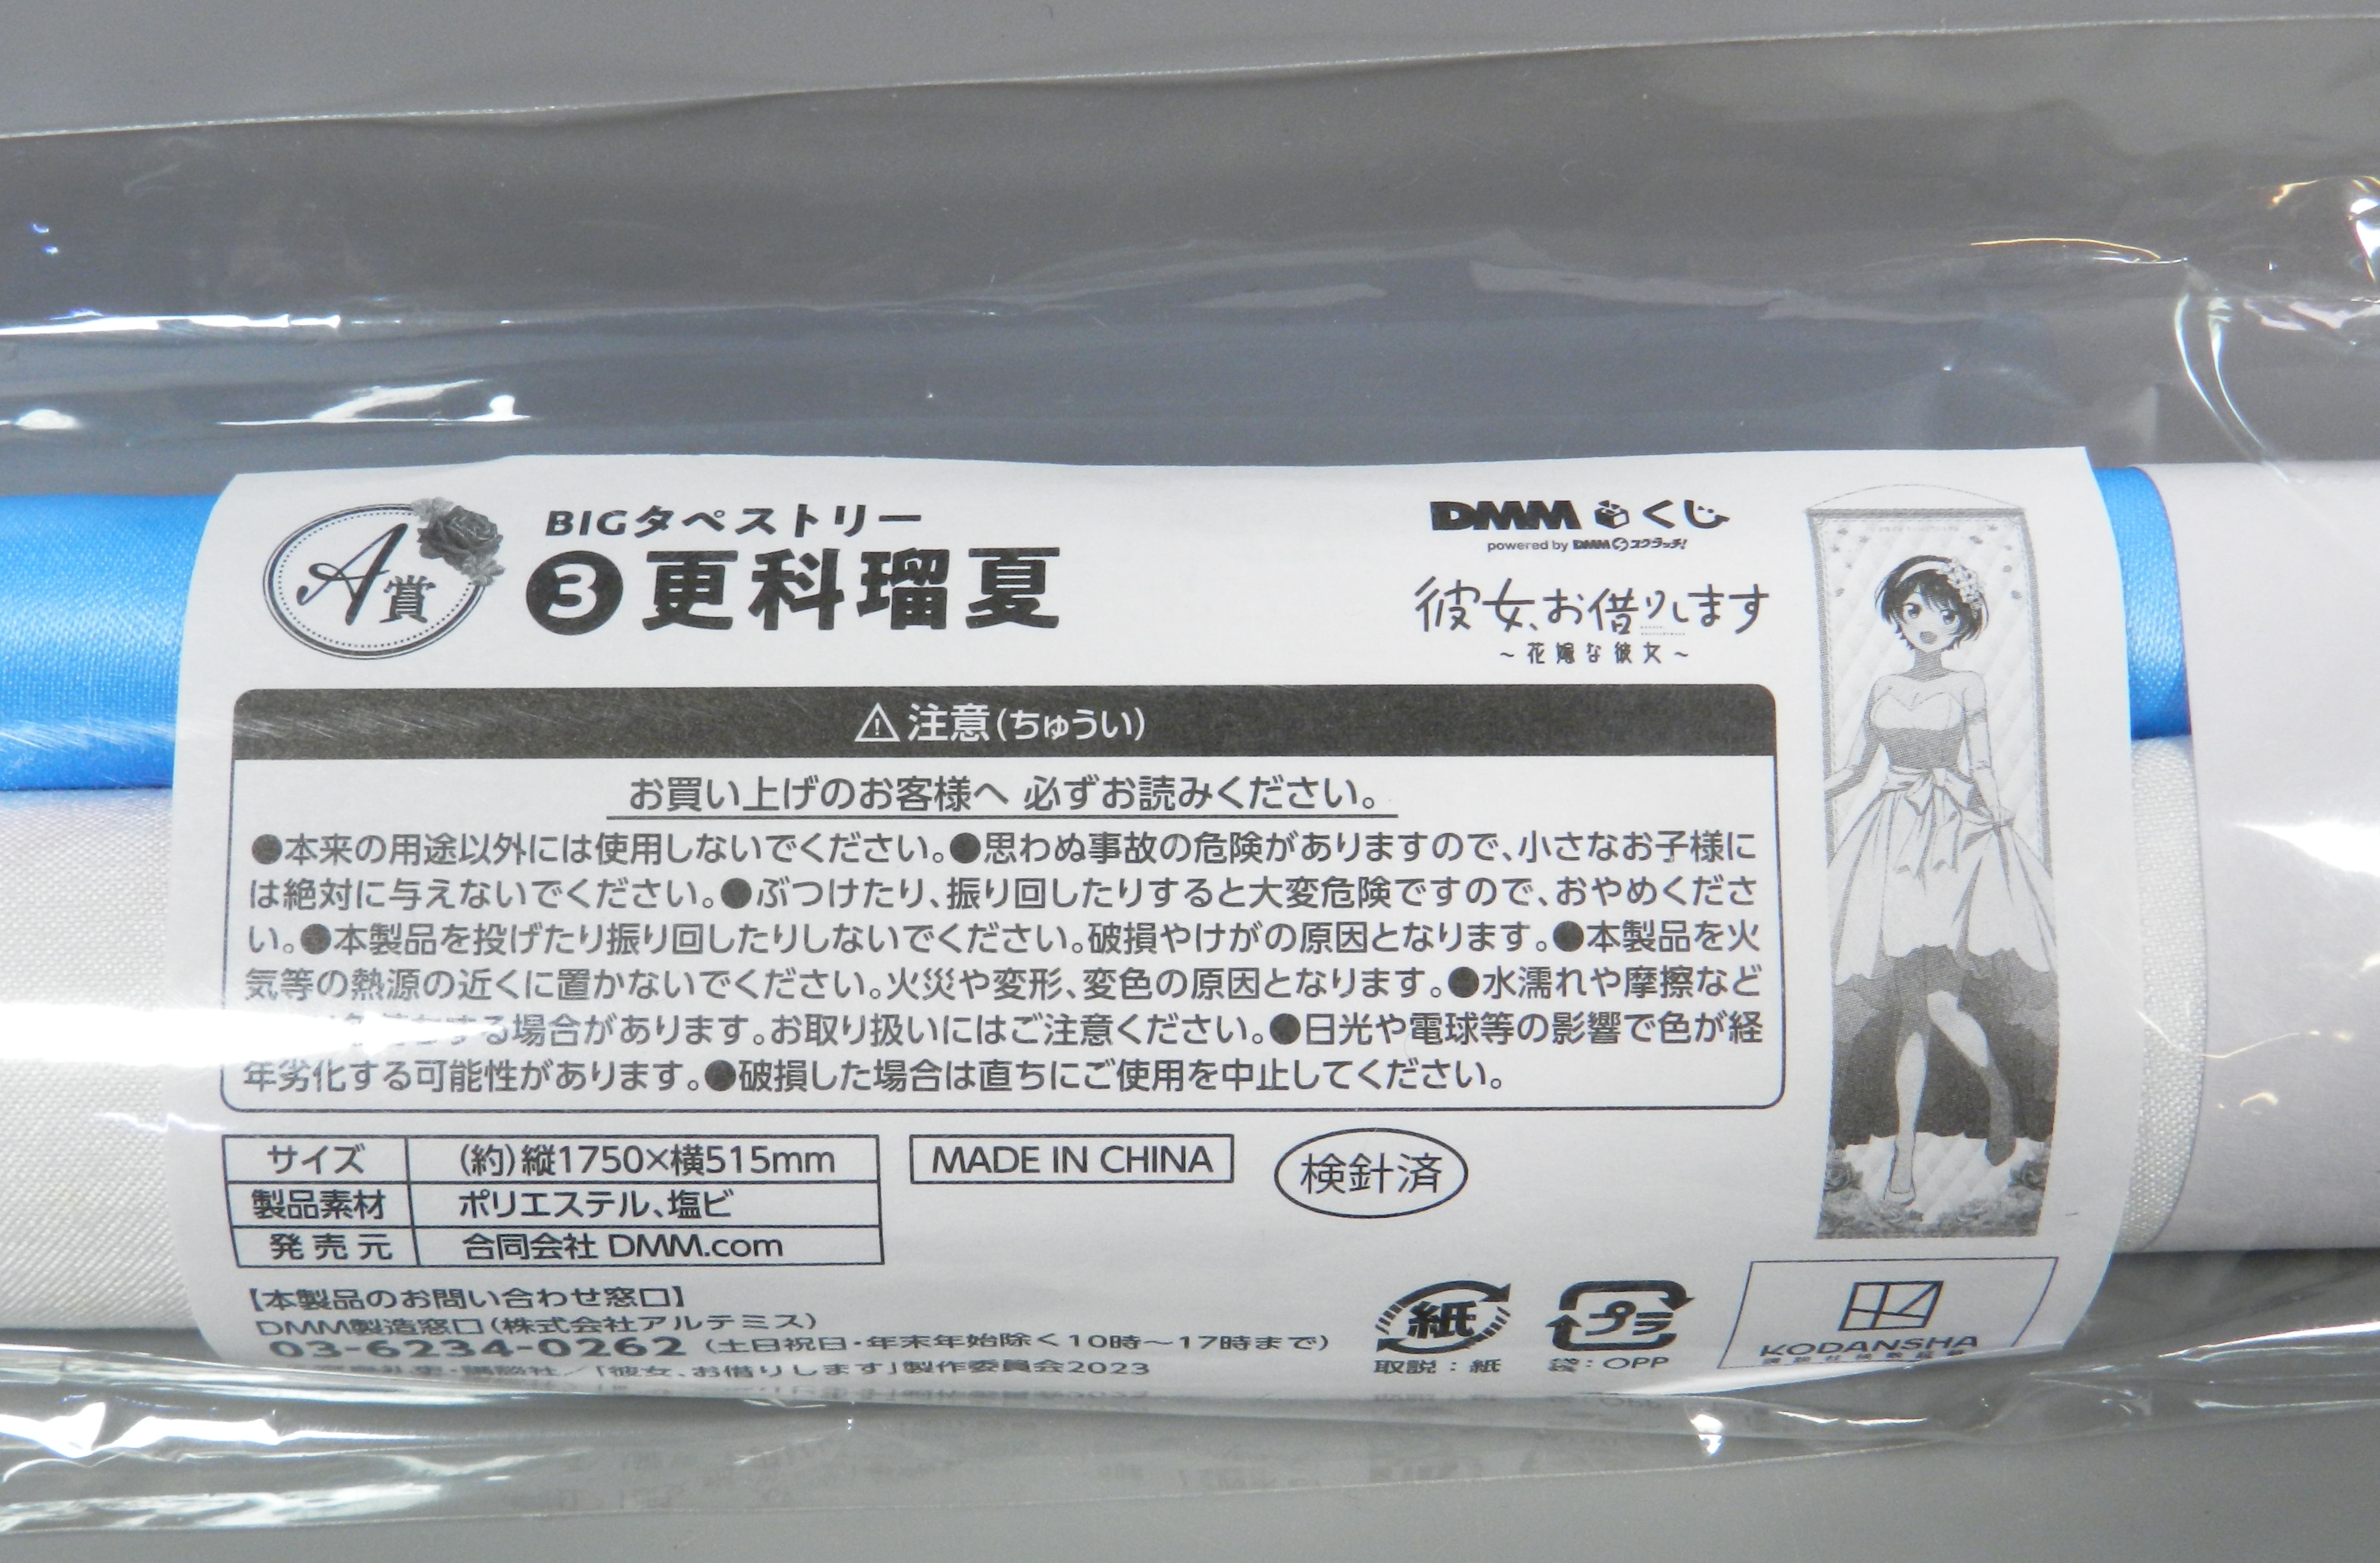 A賞
BIGタペストリー
3 更科瑠夏
DMMくじ
powered by DMMスクラッチ!
彼女、お借りします
~花嫁な彼女~
注意(ちゅうい)
お買い上げのお客様へ 必ずお読みください。
●本来の用途以外には使用しないでください。●思わぬ事故の危険がありますので、小さなお子様に
は絶対に与えないでください。●ぶつけたり、振り回したりすると大変危険ですので、おやめくださ
い。●本製品を投げたり振り回したりしないでください。破損やけがの原因となります。●本製品を火
気等の熱源の近くに置かないでください。火災や変形、変色の原因となります。●水濡れや摩擦など
する場合があります。お取り扱いにはご注意ください。●日光や電球等の影響で色が経
年劣化する可能性があります。●破損した場合は直ちにご使用を中止してください。
サイズ (約)縦1750×横515mm
製品素材 ポリエステル、塩ビ
発売元 合同会社 DMM.com
MADE IN CHINA
検針済
【本製品のお問い合わせ窓口】
DMM製造窓口(株式会社アルテミス)
03-6234-0262(土日祝日・年末年始除く10時~17時まで)
講談社/「彼女、お借りします」製作委員会2023
紙
取説:紙
プラ
袋:OPP
KODANSHA